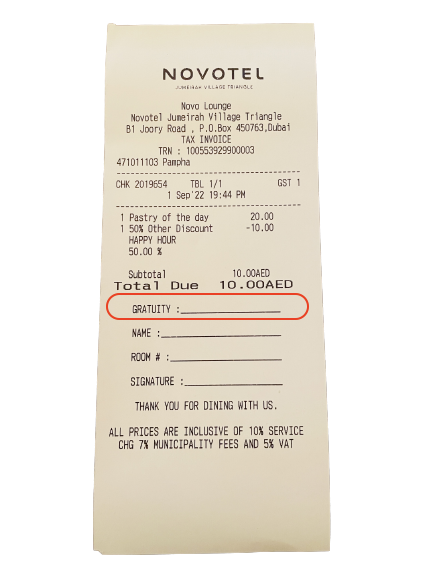 NOVOTEL
JUMEIRAH VILLAGE TRIANGLE
Novo Lounge
Novotel Jumeirah Village Triangle
B1 Joory Road , P.O.Box 450763,Dubai
TAX INVOICE
TRN : 100553929900003
471011103 Pampha
CHK 2019654 TBL 1/1 GST 1
1 Sep'22 19:44 PM
1 Pastry of the day 20.00
1 50% Other Discount -10.00
HAPPY HOUR
50.00 %
Subtotal 10.00AED
Total Due 10.00AED
GRATUITY :
NAME :
ROOM # :
SIGNATURE :
THANK YOU FOR DINING WITH US.
ALL PRICES ARE INCLUSIVE OF 10% SERVICE
CHG 7% MUNICIPALITY FEES AND 5% VAT